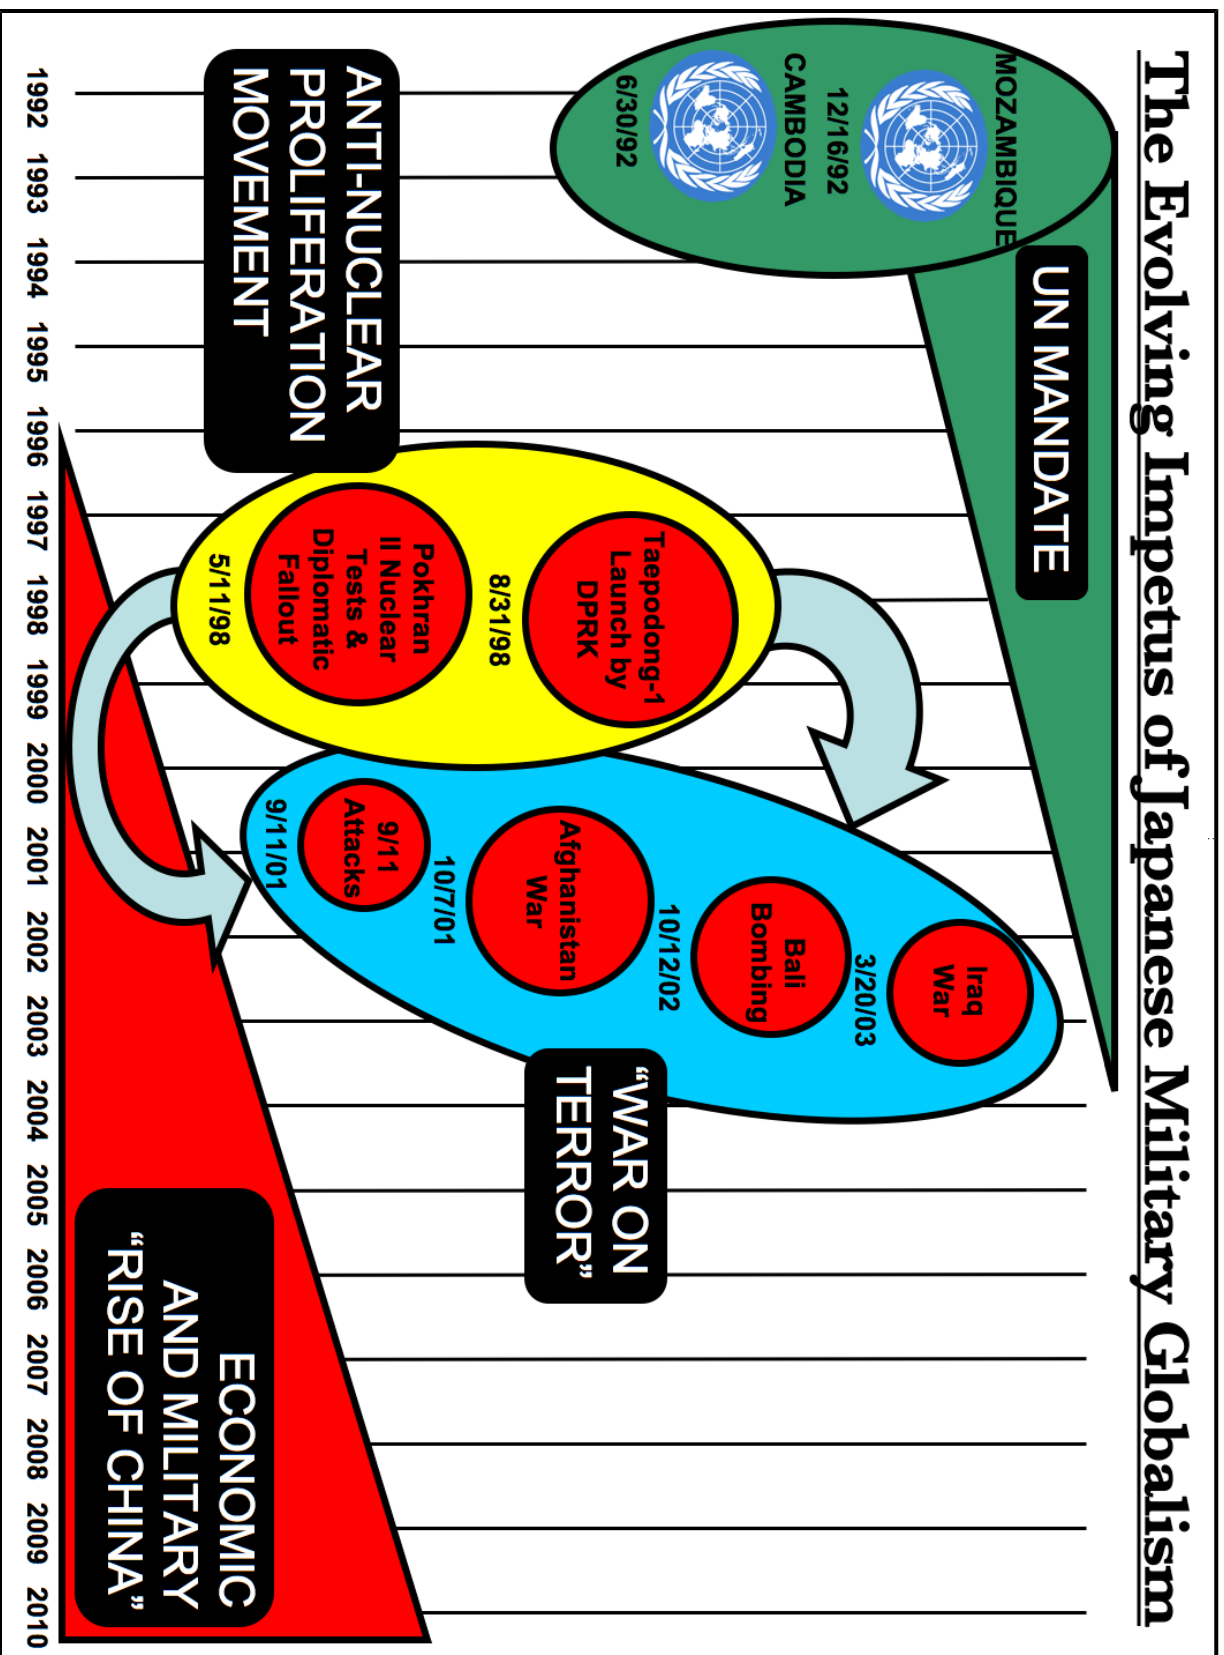 The Evolving Impetus of Japanese Military Globalism
UN MANDATE
MOZAMBIQUE
12/16/92
CAMBODIA
6/30/92
ANTI-NUCLEAR
PROLIFERATION
MOVEMENT
Taepodong-1
Launch by
DPRK
8/31/98
Pokhran
II Nuclear
Tests &
Diplomatic
Fallout
5/11/98
Iraq
War
3/20/03
Bali
Bombing
10/12/02
Afghanistan
War
10/7/01
9/11
Attacks
9/11/01
“WAR ON
TERROR”
ECONOMIC
AND MILITARY
“RISE OF CHINA”
1992 1993 1994 1995 1996 1997 1998 1999 2000 2001 2002 2003 2004 2005 2006 2007 2008 2009 2010